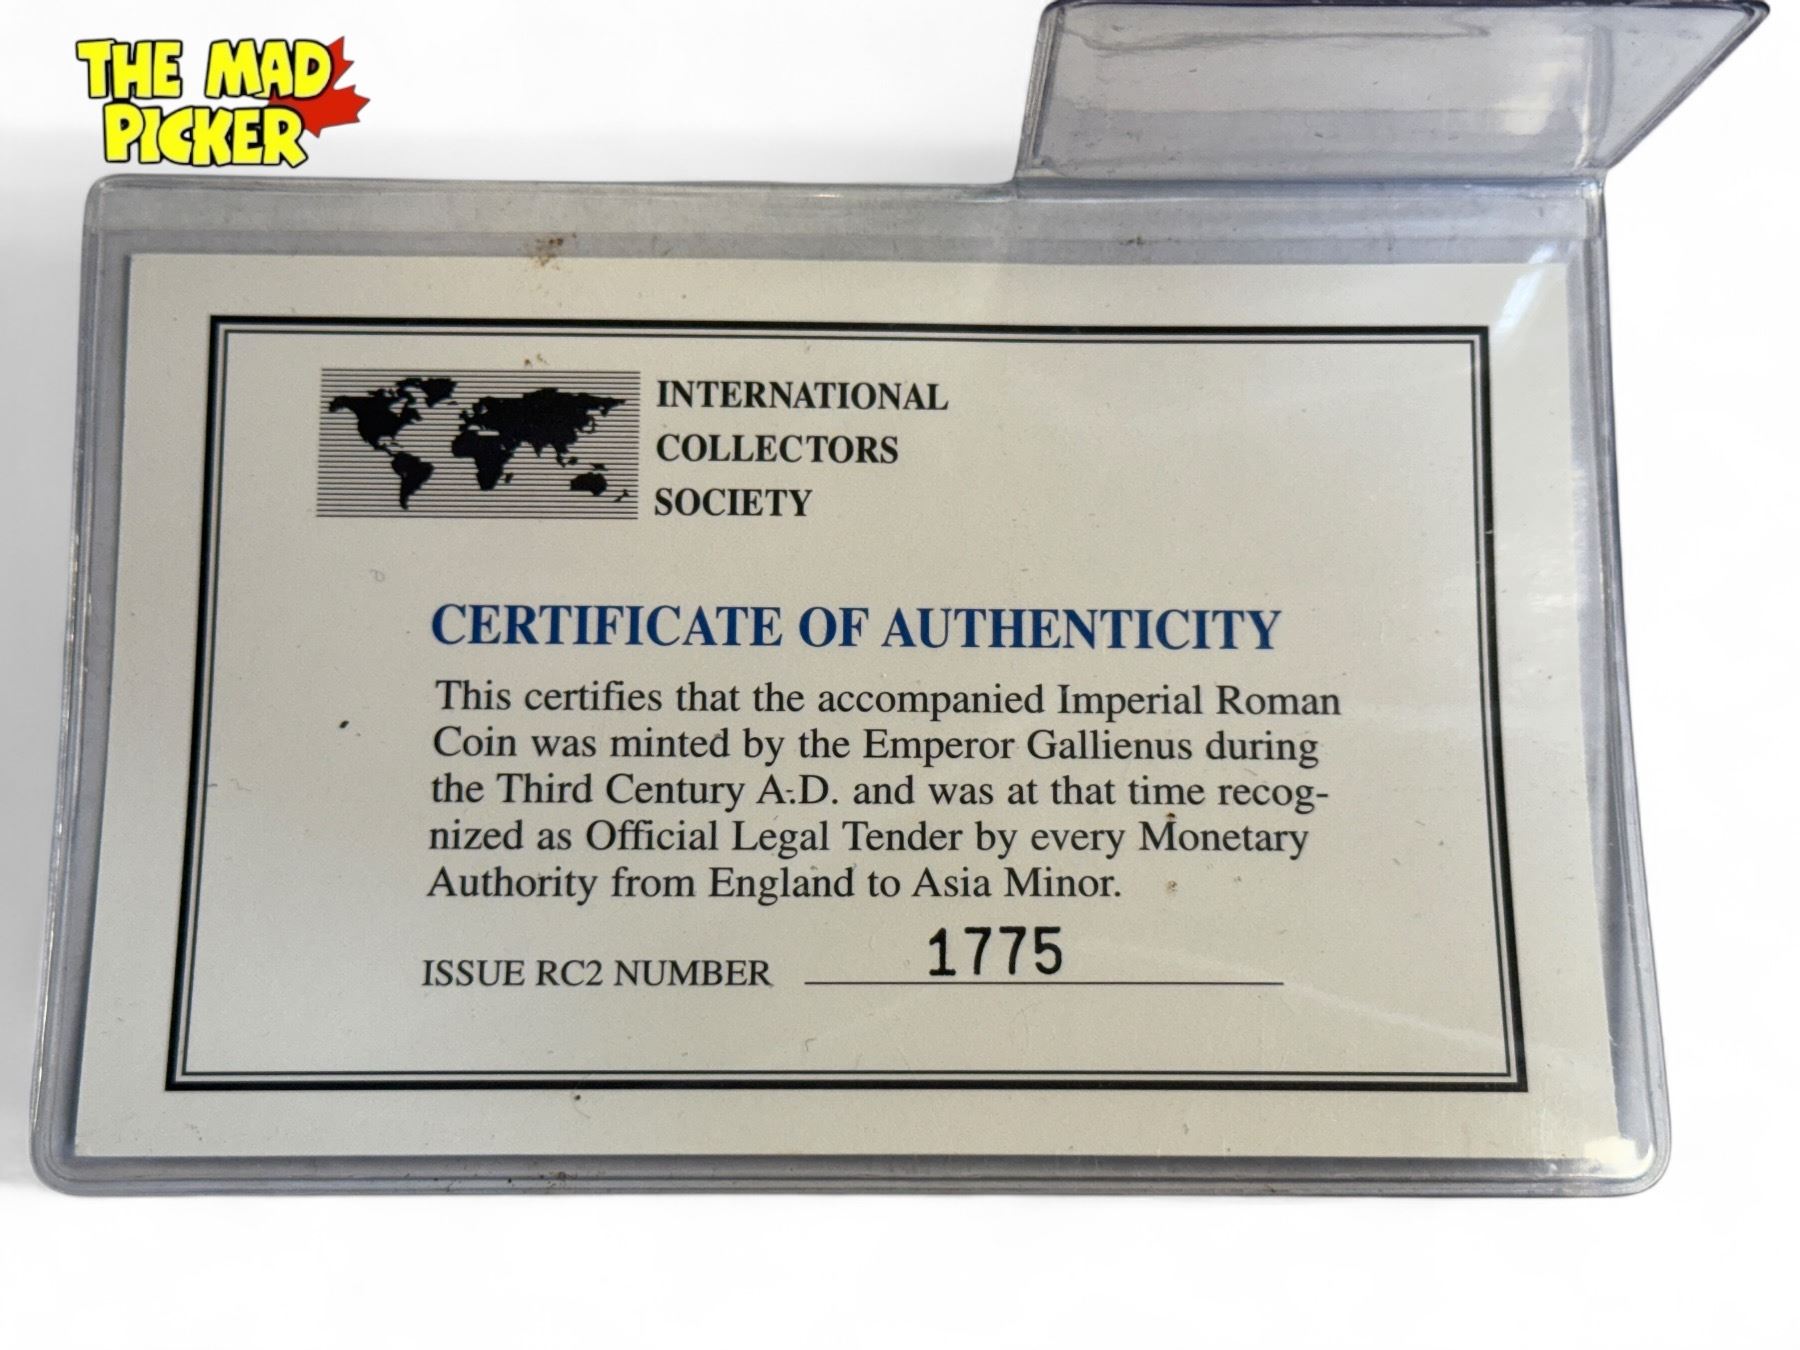 THE MAD
PICKER
INTERNATIONAL
COLLECTORS
SOCIETY
CERTIFICATE OF AUTHENTICITY
This certifies that the accompanied Imperial Roman
Coin was minted by the Emperor Gallienus during
the Third Century A.D. and was at that time recog-
nized as Official Legal Tender by every Monetary
Authority from England to Asia Minor.
ISSUE RC2 NUMBER 1775